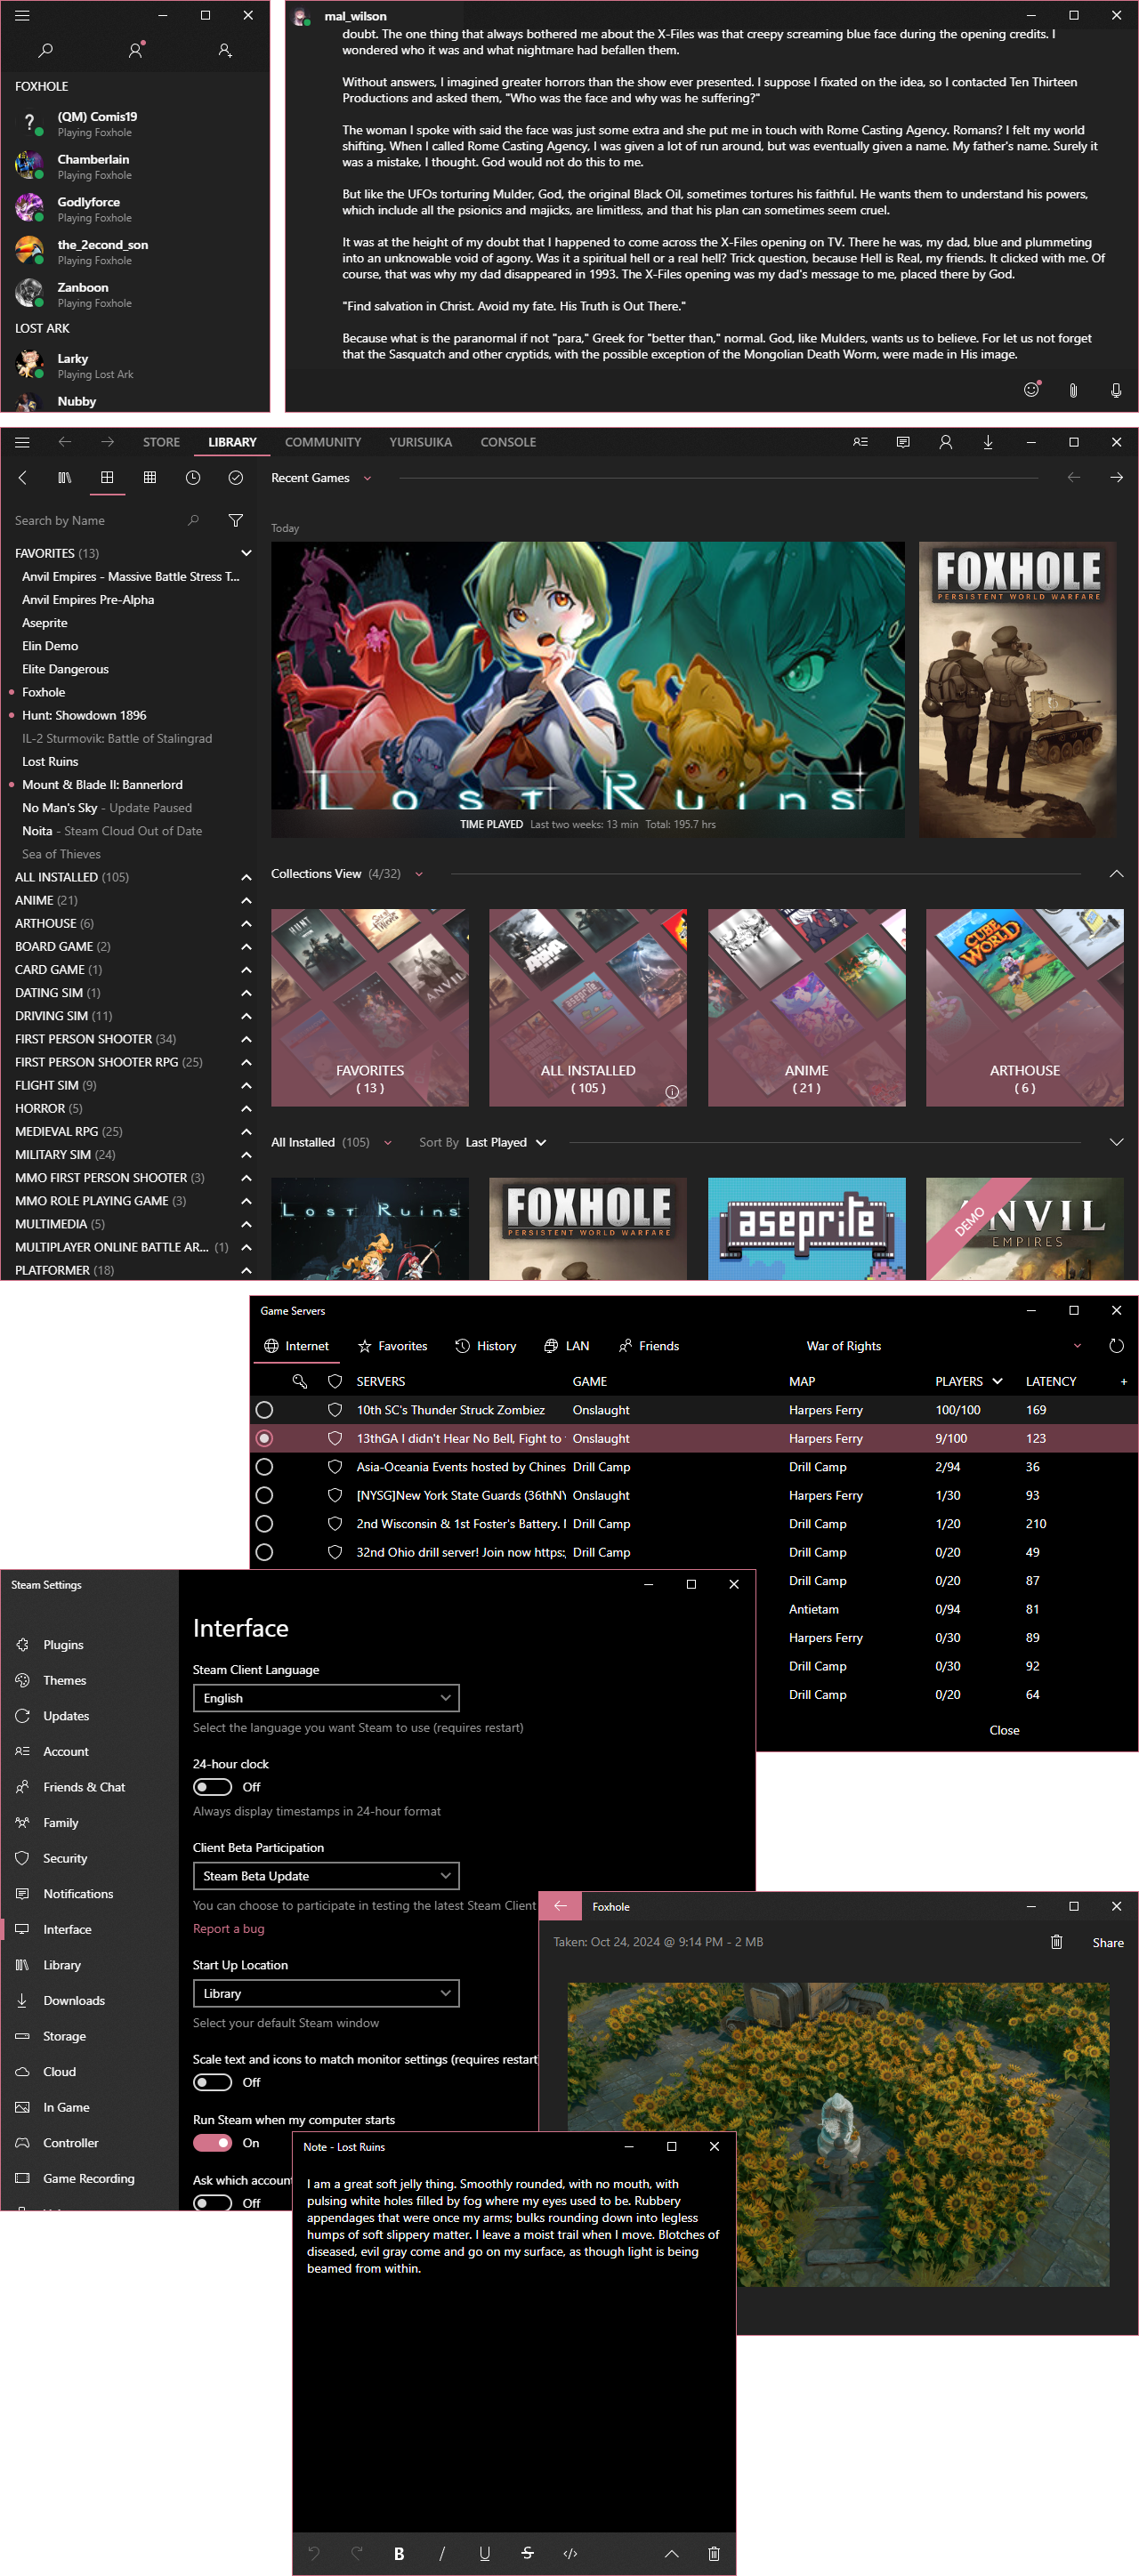 FOXHOLE
(QM) Comis19
Playing Foxhole
Chamberlain
Playing Foxhole
Godlyforce
Playing Foxhole
the_2econd_son
Playing Foxhole
Zanboon
Playing Foxhole
LOST ARK
Larky
Playing Lost Ark
Nubby
mal_wilson
doubt. The one thing that always bothered me about the X-Files was that creepy screaming blue face during the opening credits. I
wondered who it was and what nightmare had befallen them.
Without answers, I imagined greater horrors than the show ever presented. I suppose I fixated on the idea, so I contacted Ten Thirteen
Productions and asked them, "Who was the face and why was he suffering?"
The woman I spoke with said the face was just some extra and she put me in touch with Rome Casting Agency. Romans? I felt my world
shifting. When I called Rome Casting Agency, I was given a lot of run around, but was eventually given a name. My father's name. Surely it
was a mistake, I thought. God would not do this to me.
But like the UFOs torturing Mulder, God, the original Black Oil, sometimes tortures his faithful. He wants them to understand his powers,
which include all the psionics and majicks, are limitless, and that his plan can sometimes seem cruel.
It was at the height of my doubt that I happened to come across the X-Files opening on TV. There he was, my dad, blue and plummeting
into an unknowable void of agony. Was it a spiritual hell or a real hell? Trick question, because Hell is Real, my friends. It clicked with me. Of
course, that was why my dad disappeared in 1993. The X-Files opening was my dad's message to me, placed there by God.
"Find salvation in Christ. Avoid my fate. His Truth is Out There."
Because what is the paranormal if not "para," Greek for "better than," normal. God, like Mulders, wants us to believe. For let us not forget
that the Sasquatch and other cryptids, with the possible exception of the Mongolian Death Worm, were made in His image.
STORE LIBRARY COMMUNITY YURISUIKA CONSOLE
Search by Name
FAVORITES (13)
Anvil Empires - Massive Battle Stress T...
Anvil Empires Pre-Alpha
Aseprite
Elin Demo
Elite Dangerous
Foxhole
Hunt: Showdown 1896
IL-2 Sturmovik: Battle of Stalingrad
Lost Ruins
Mount & Blade II: Bannerlord
No Man's Sky - Update Paused
Noita - Steam Cloud Out of Date
Sea of Thieves
ALL INSTALLED (105)
ANIME (21)
ARTHOUSE (6)
BOARD GAME (2)
CARD GAME (1)
DATING SIM (1)
DRIVING SIM (11)
FIRST PERSON SHOOTER (34)
FIRST PERSON SHOOTER RPG (25)
FLIGHT SIM (9)
HORROR (5)
MEDIEVAL RPG (25)
MILITARY SIM (24)
MMO FIRST PERSON SHOOTER (3)
MMO ROLE PLAYING GAME (3)
MULTIMEDIA (5)
MULTIPLAYER ONLINE BATTLE AR... (1)
PLATFORMER (18)
Recent Games
Today
LOST RUINS
TIME PLAYED Last two weeks: 13 min Total: 195.7 hrs
FOXHOLE
PERSISTENT WORLD WARFARE
Collections View (4/32)
HUNT
ANVIL
aseprite
CUBE
WORLD
FAVORITES
( 13 )
ALL INSTALLED
( 105 )
ANIME
( 21 )
ARTHOUSE
( 6 )
All Installed (105) Sort By Last Played
LOST RUINS
FOXHOLE
PERSISTENT WORLD WARFARE
aseprite
DEMO
ANVIL
EMPIRES
Game Servers
Internet Favorites History LAN Friends War of Rights
SERVERS GAME MAP PLAYERS LATENCY +
10th SC's Thunder Struck Zombiez Onslaught Harpers Ferry 100/100 169
13thGA I didn't Hear No Bell, Fight to Onslaught Harpers Ferry 9/100 123
Asia-Oceania Events hosted by Chines Drill Camp Drill Camp 2/94 36
[NYSG]New York State Guards (36thNY Onslaught Harpers Ferry 1/30 93
2nd Wisconsin & 1st Foster's Battery. Drill Camp Drill Camp 1/20 210
32nd Ohio drill server! Join now https: Drill Camp Drill Camp 0/20 49
Drill Camp 0/20 87
Antietam 0/94 81
Harpers Ferry 0/30 89
Drill Camp 0/30 92
Drill Camp 0/20 64
Close
Steam Settings
Plugins
Themes
Updates
Account
Friends & Chat
Family
Security
Notifications
Interface
Library
Downloads
Storage
Cloud
In Game
Controller
Game Recording
Interface
Steam Client Language
English
Select the language you want Steam to use (requires restart)
24-hour clock
Off
Always display timestamps in 24-hour format
Client Beta Participation
Steam Beta Update
You can choose to participate in testing the latest Steam Client
Report a bug
Start Up Location
Library
Select your default Steam window
Scale text and icons to match monitor settings (requires restart
Off
Run Steam when my computer starts
On
Ask which account
Off
Foxhole
Taken: Oct 24, 2024 @ 9:14 PM - 2 MB
Share
Note - Lost Ruins
I am a great soft jelly thing. Smoothly rounded, with no mouth, with
pulsing white holes filled by fog where my eyes used to be. Rubbery
appendages that were once my arms; bulks rounding down into legless
humps of soft slippery matter. I leave a moist trail when I move. Blotches of
diseased, evil gray come and go on my surface, as though light is being
beamed from within.
B I U S </>